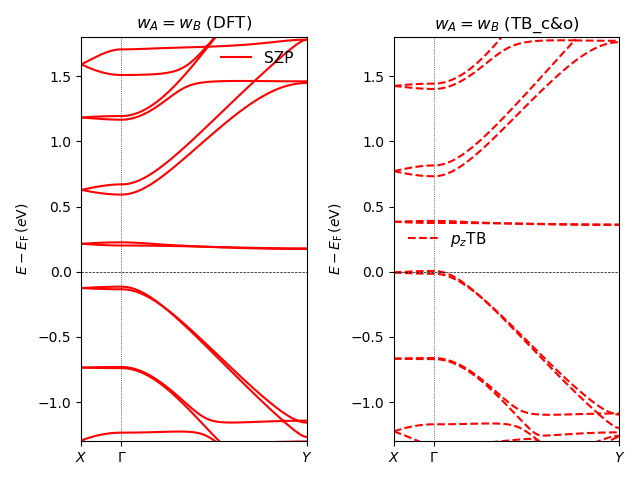 w_A = w_B (DFT)
w_A = w_B (TB_c&o)
E − E_F (eV)
1.5
1.0
0.5
0.0
−0.5
−1.0
SZP
X
Γ
Y
E − E_F (eV)
1.5
1.0
0.5
0.0
−0.5
−1.0
p_zTB
X
Γ
Y